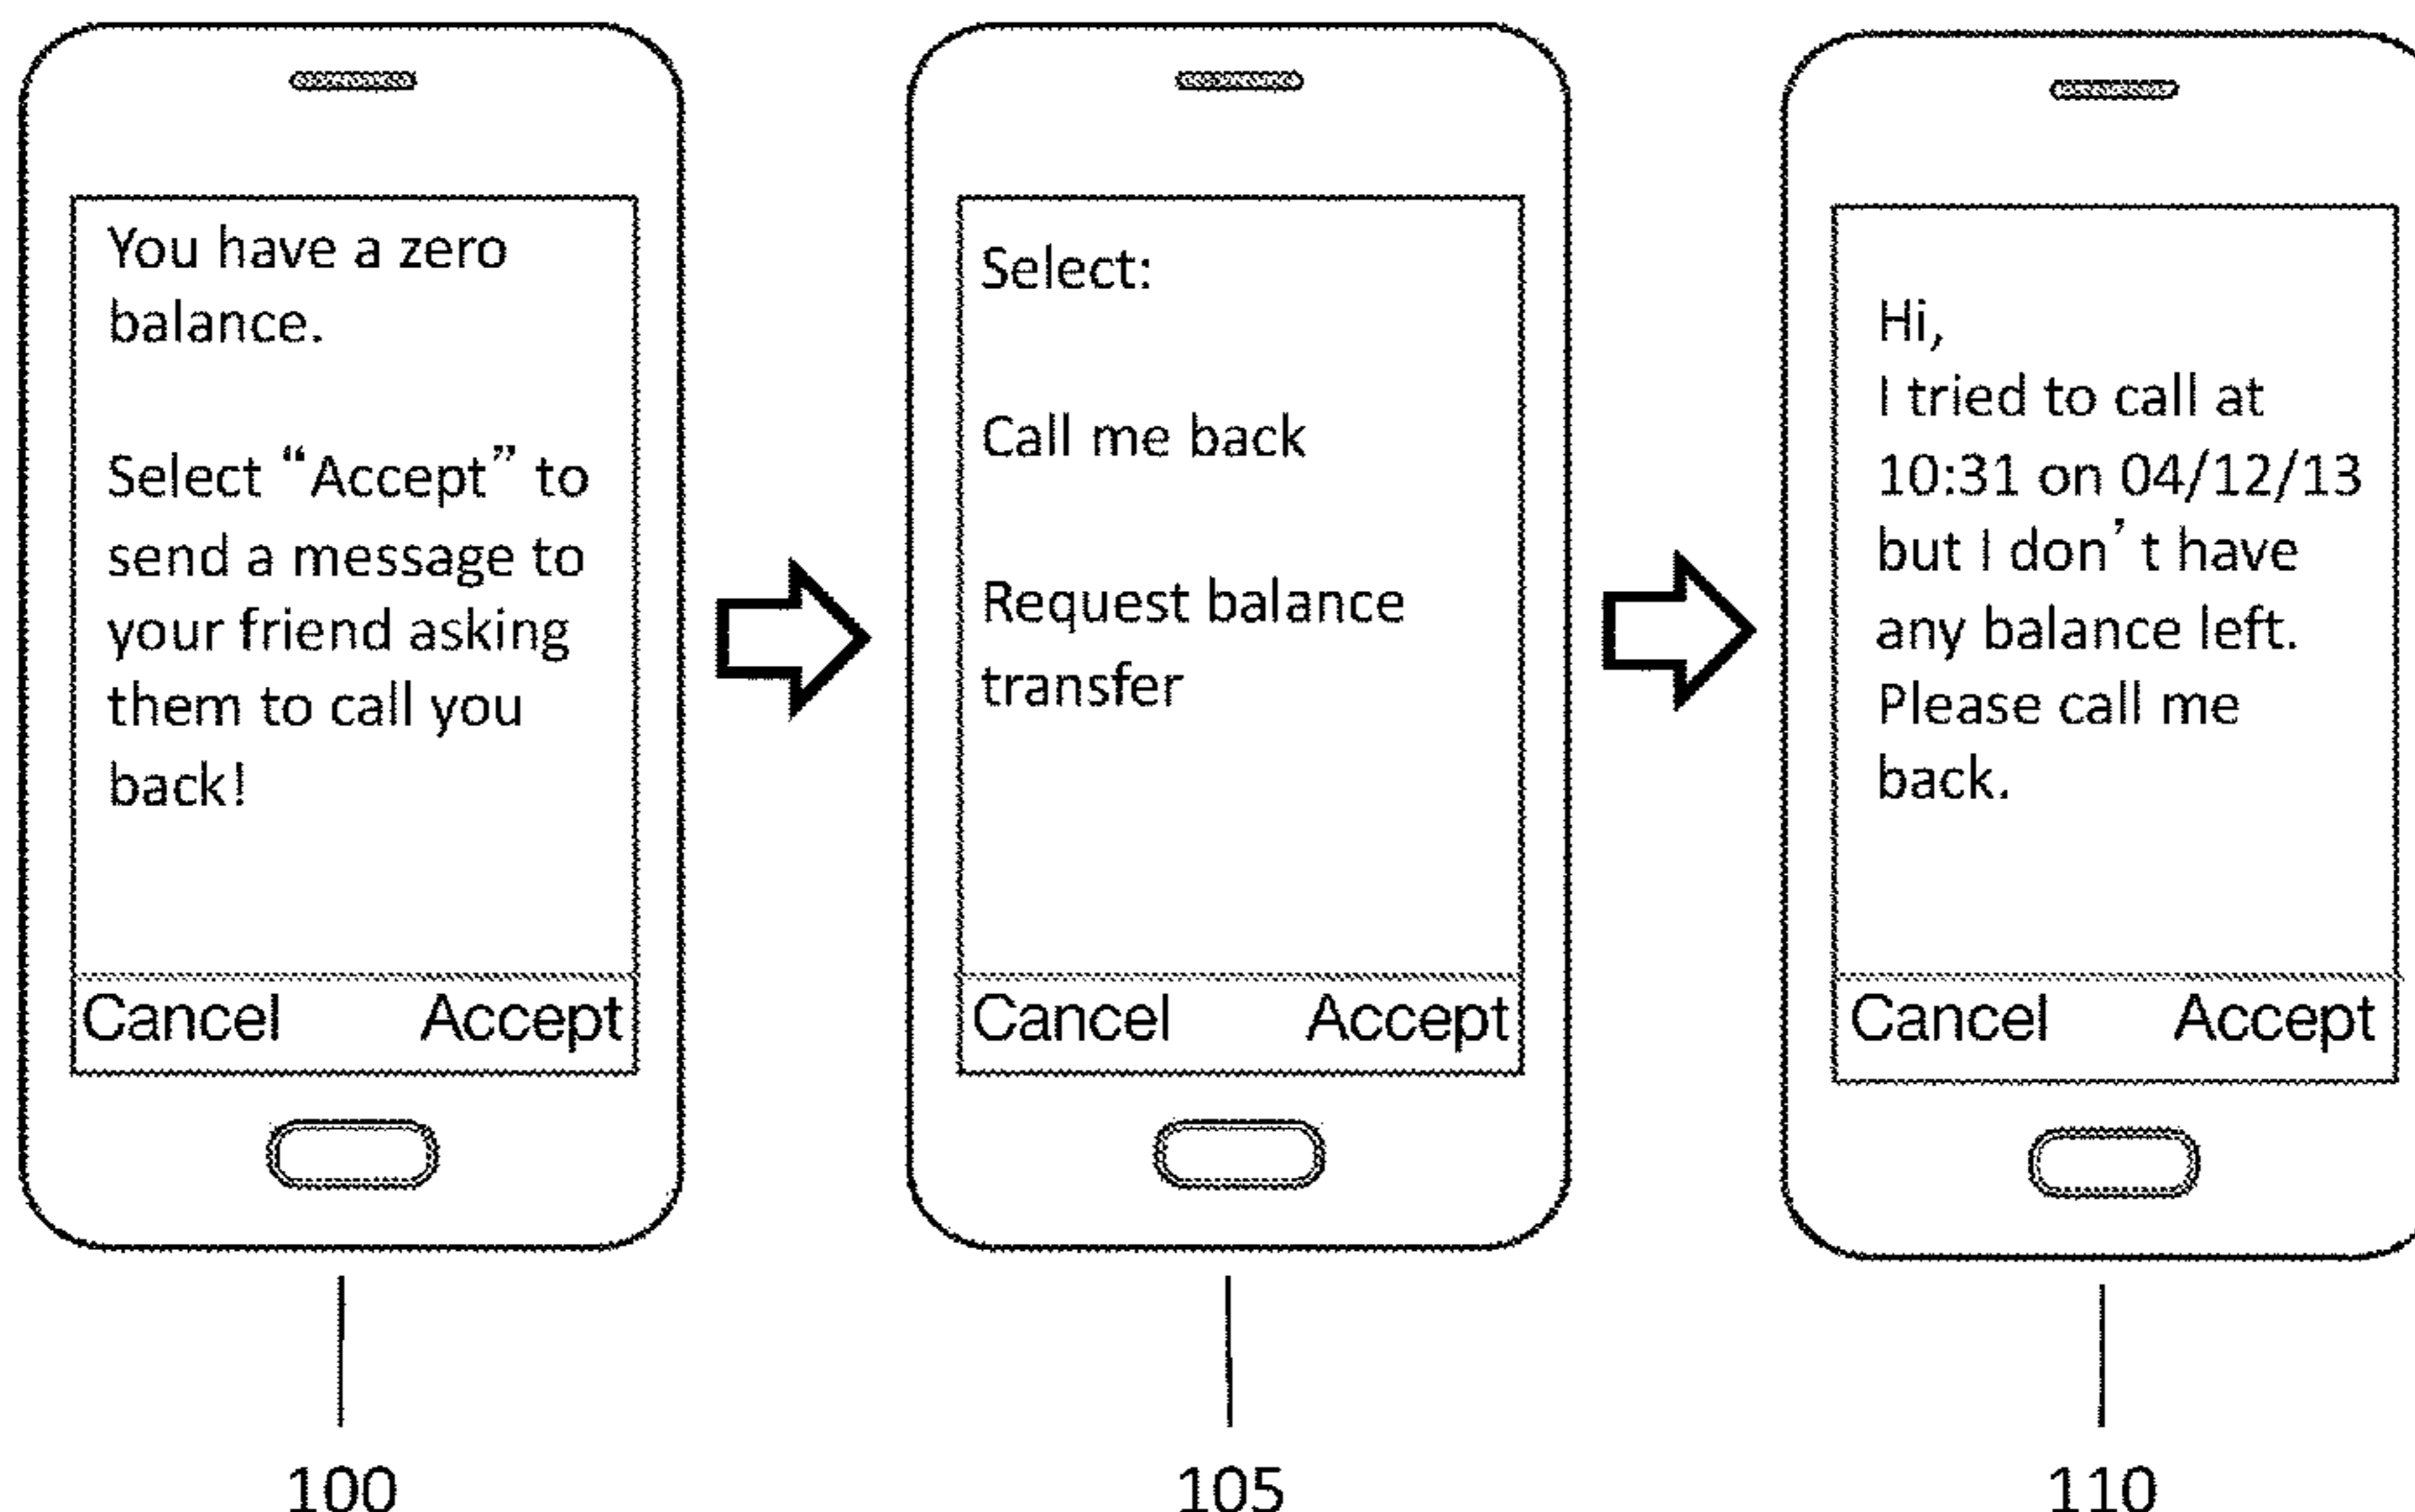 You have a zero
balance.
Select “Accept” to
send a message to
your friend asking
them to call you
back!
Cancel Accept
100
Select:
Call me back
Request balance
transfer
Cancel Accept
105
Hi,
I tried to call at
10:31 on 04/12/13
but I don’t have
any balance left.
Please call me
back.
Cancel Accept
110